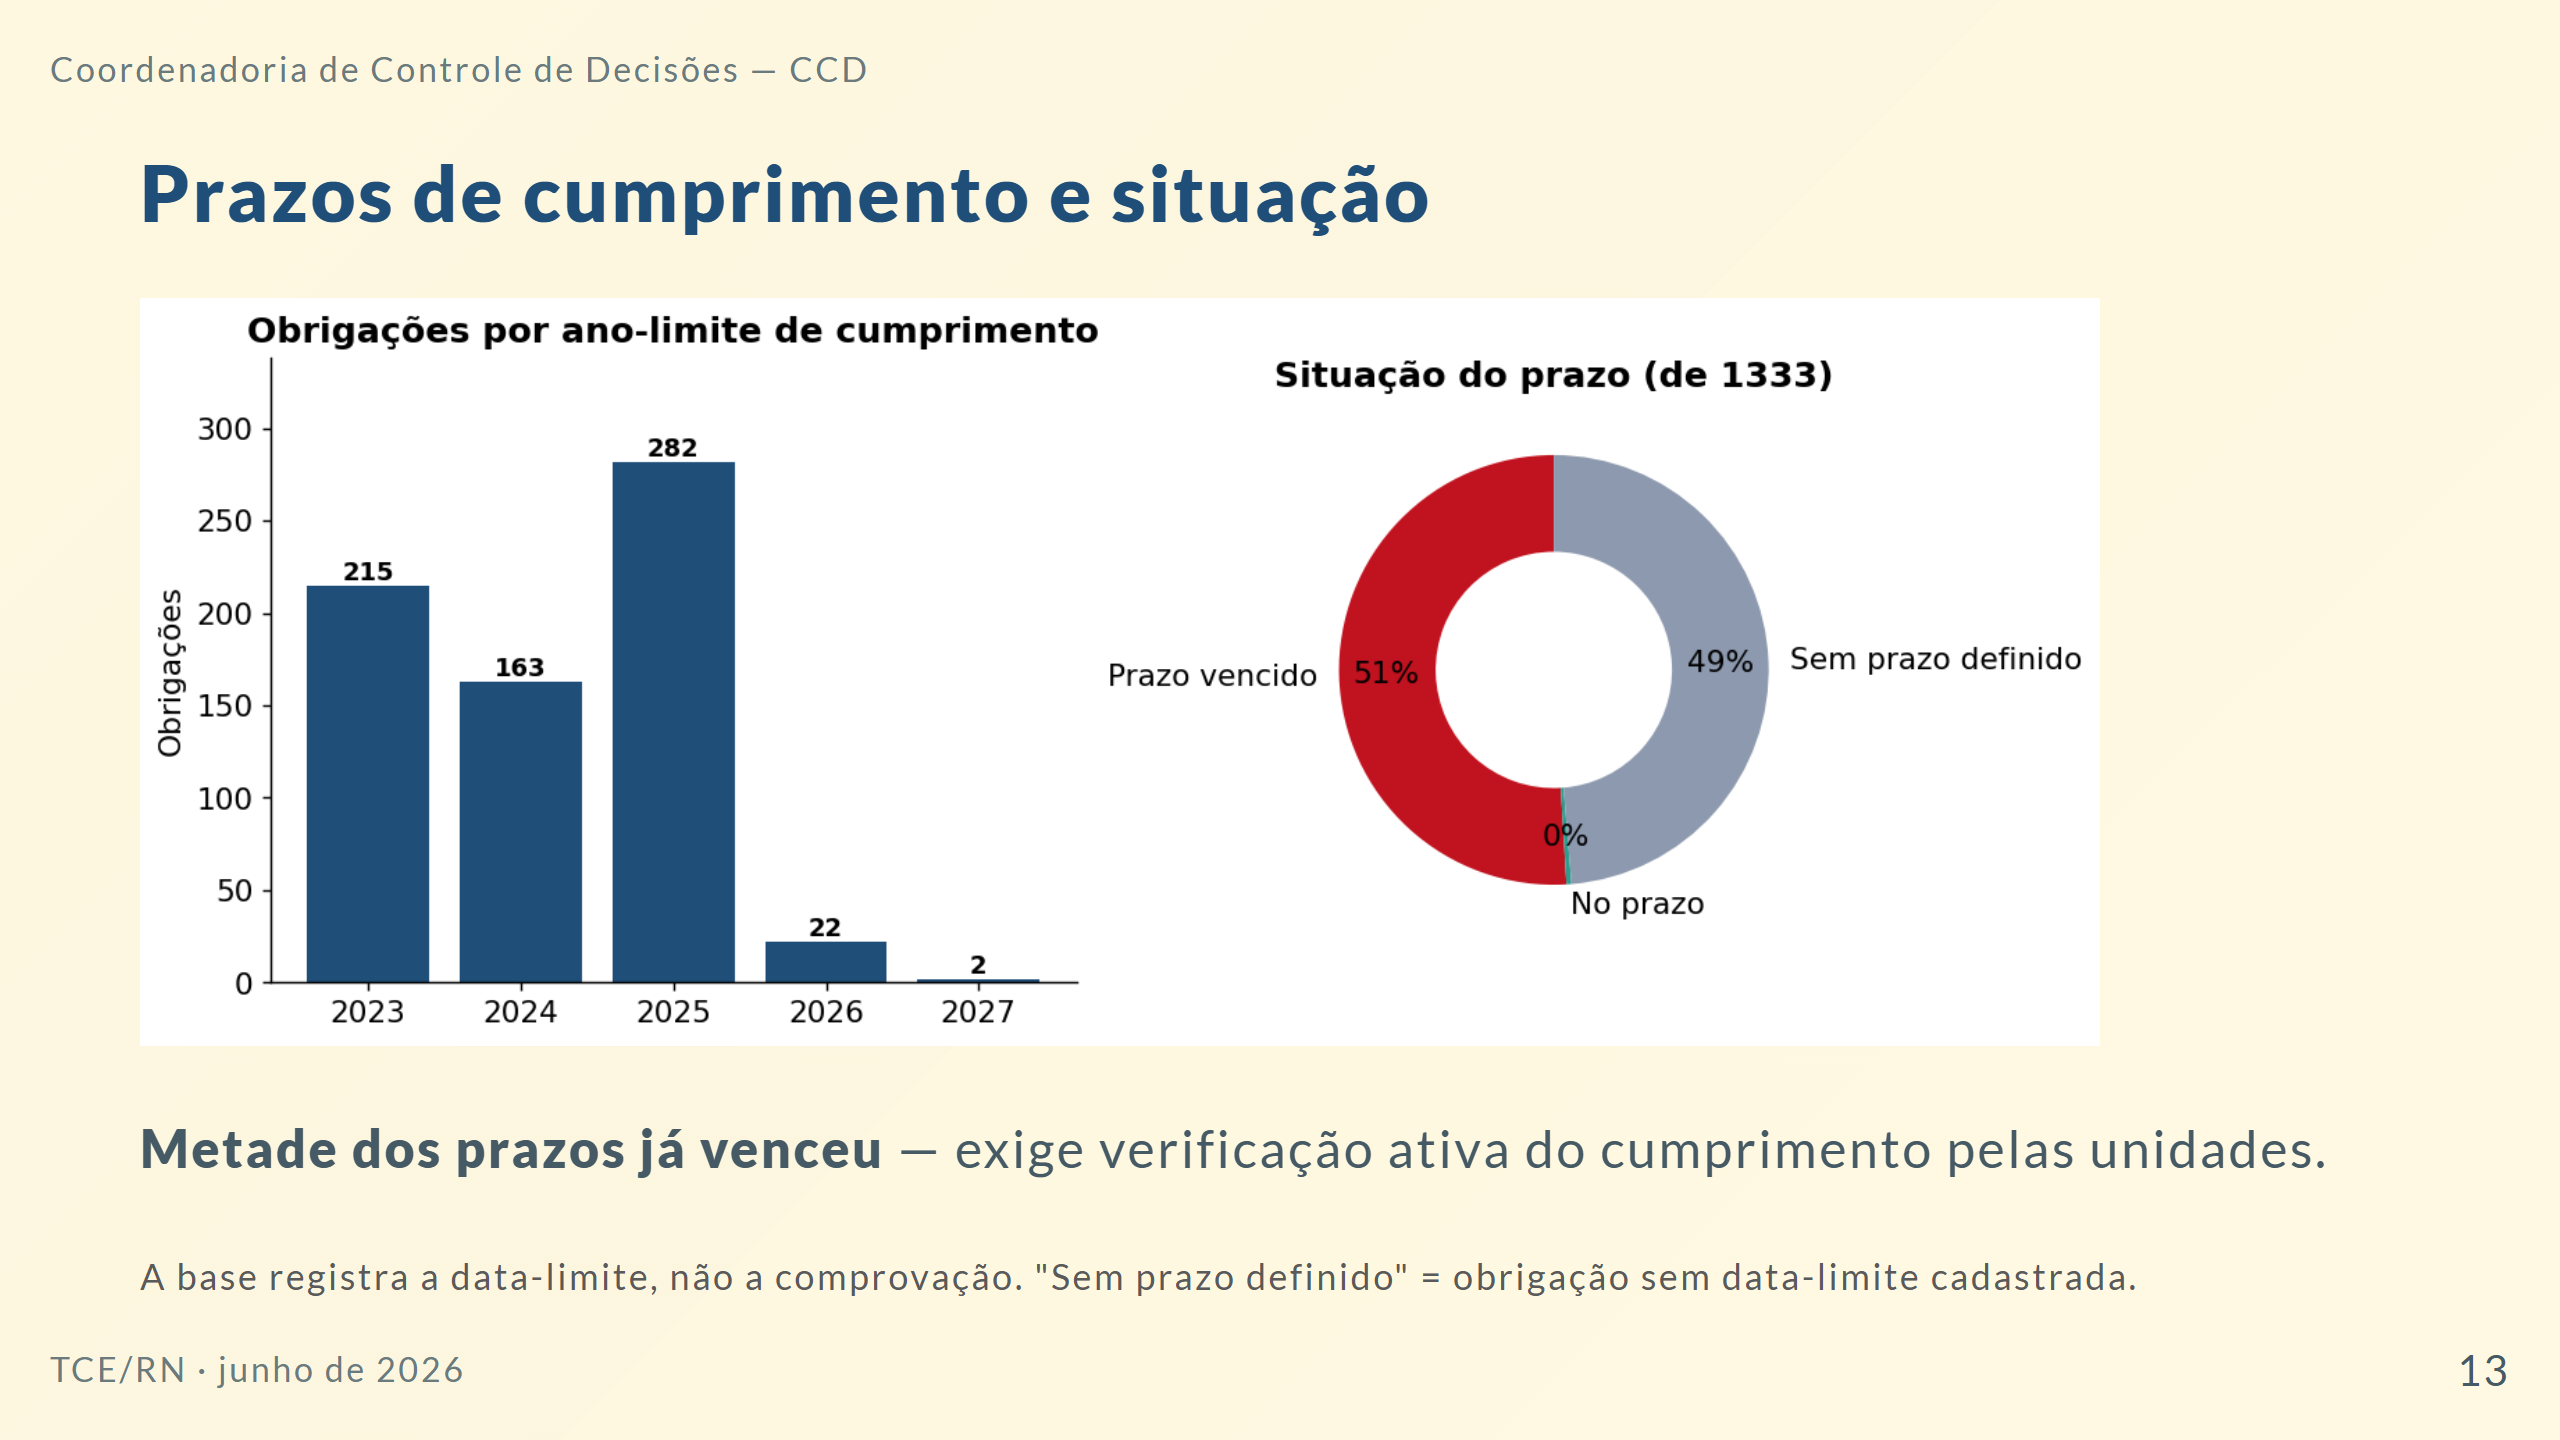 Coordenadoria de Controle de Decisões — CCD
Prazos de cumprimento e situação
Obrigações por ano-limite de cumprimento
Obrigações
300
250
200
150
100
50
0
215
163
282
22
2
2023
2024
2025
2026
2027
Situação do prazo (de 1333)
Prazo vencido
51%
49%
Sem prazo definido
0%
No prazo
Metade dos prazos já venceu — exige verificação ativa do cumprimento pelas unidades.
A base registra a data-limite, não a comprovação. "Sem prazo definido" = obrigação sem data-limite cadastrada.
TCE/RN · junho de 2026
13